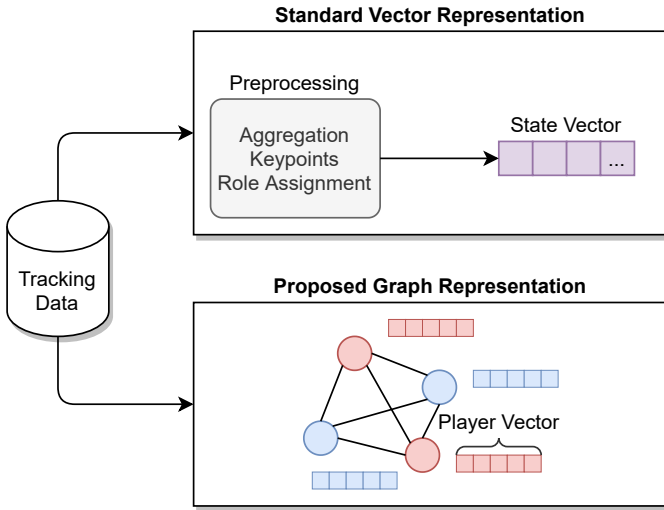 Standard Vector Representation
Preprocessing
Aggregation
Keypoints
Role Assignment
State Vector
...
Tracking
Data
Proposed Graph Representation
Player Vector